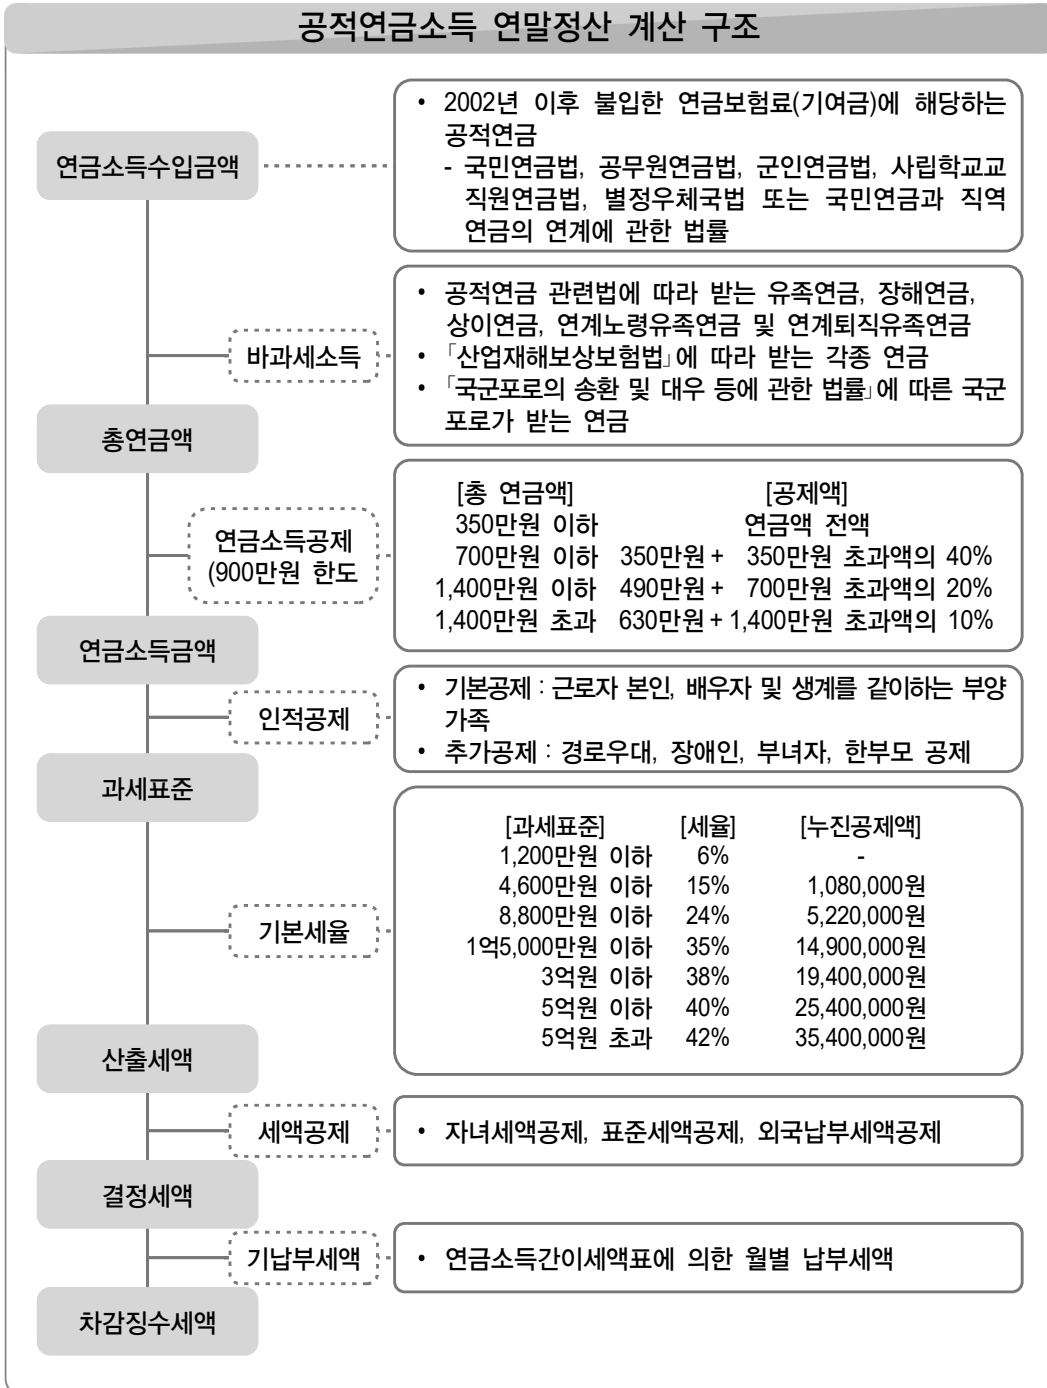 공적연금소득 연말정산 계산 구조
연금소득수입금액
• 2002년 이후 불입한 연금보험료(기여금)에 해당하는
공적연금
- 국민연금법, 공무원연금법, 군인연금법, 사립학교교
직원연금법, 별정우체국법 또는 국민연금과 직역
연금의 연계에 관한 법률
바과세소득
• 공적연금 관련법에 따라 받는 유족연금, 장해연금,
상이연금, 연계노령유족연금 및 연계퇴직유족연금
• 「산업재해보상보험법」에 따라 받는 각종 연금
• 「국군포로의 송환 및 대우 등에 관한 법률」에 따른 국군
포로가 받는 연금
총연금액
연금소득공제
(900만원 한도
[총 연금액] [공제액]
350만원 이하 연금액 전액
700만원 이하 350만원 + 350만원 초과액의 40%
1,400만원 이하 490만원 + 700만원 초과액의 20%
1,400만원 초과 630만원 + 1,400만원 초과액의 10%
연금소득금액
인적공제
• 기본공제 : 근로자 본인, 배우자 및 생계를 같이하는 부양
가족
• 추가공제 : 경로우대, 장애인, 부녀자, 한부모 공제
과세표준
기본세율
[과세표준] [세율] [누진공제액]
1,200만원 이하 6% -
4,600만원 이하 15% 1,080,000원
8,800만원 이하 24% 5,220,000원
1억5,000만원 이하 35% 14,900,000원
3억원 이하 38% 19,400,000원
5억원 이하 40% 25,400,000원
5억원 초과 42% 35,400,000원
산출세액
세액공제
• 자녀세액공제, 표준세액공제, 외국납부세액공제
결정세액
기납부세액
• 연금소득간이세액표에 의한 월별 납부세액
차감징수세액